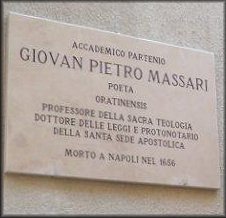 ACCADEMICO PARTENIO
GIOVAN PIETRO MASSARI
POETA
ORATINENSIS
PROFESSORE DELLA SACRA TEOLOGIA
DOTTORE DELLE LEGGI E PROTONOTARIO
DELLA SANTA SEDE APOSTOLICA
MORTO A NAPOLI NEL 1656